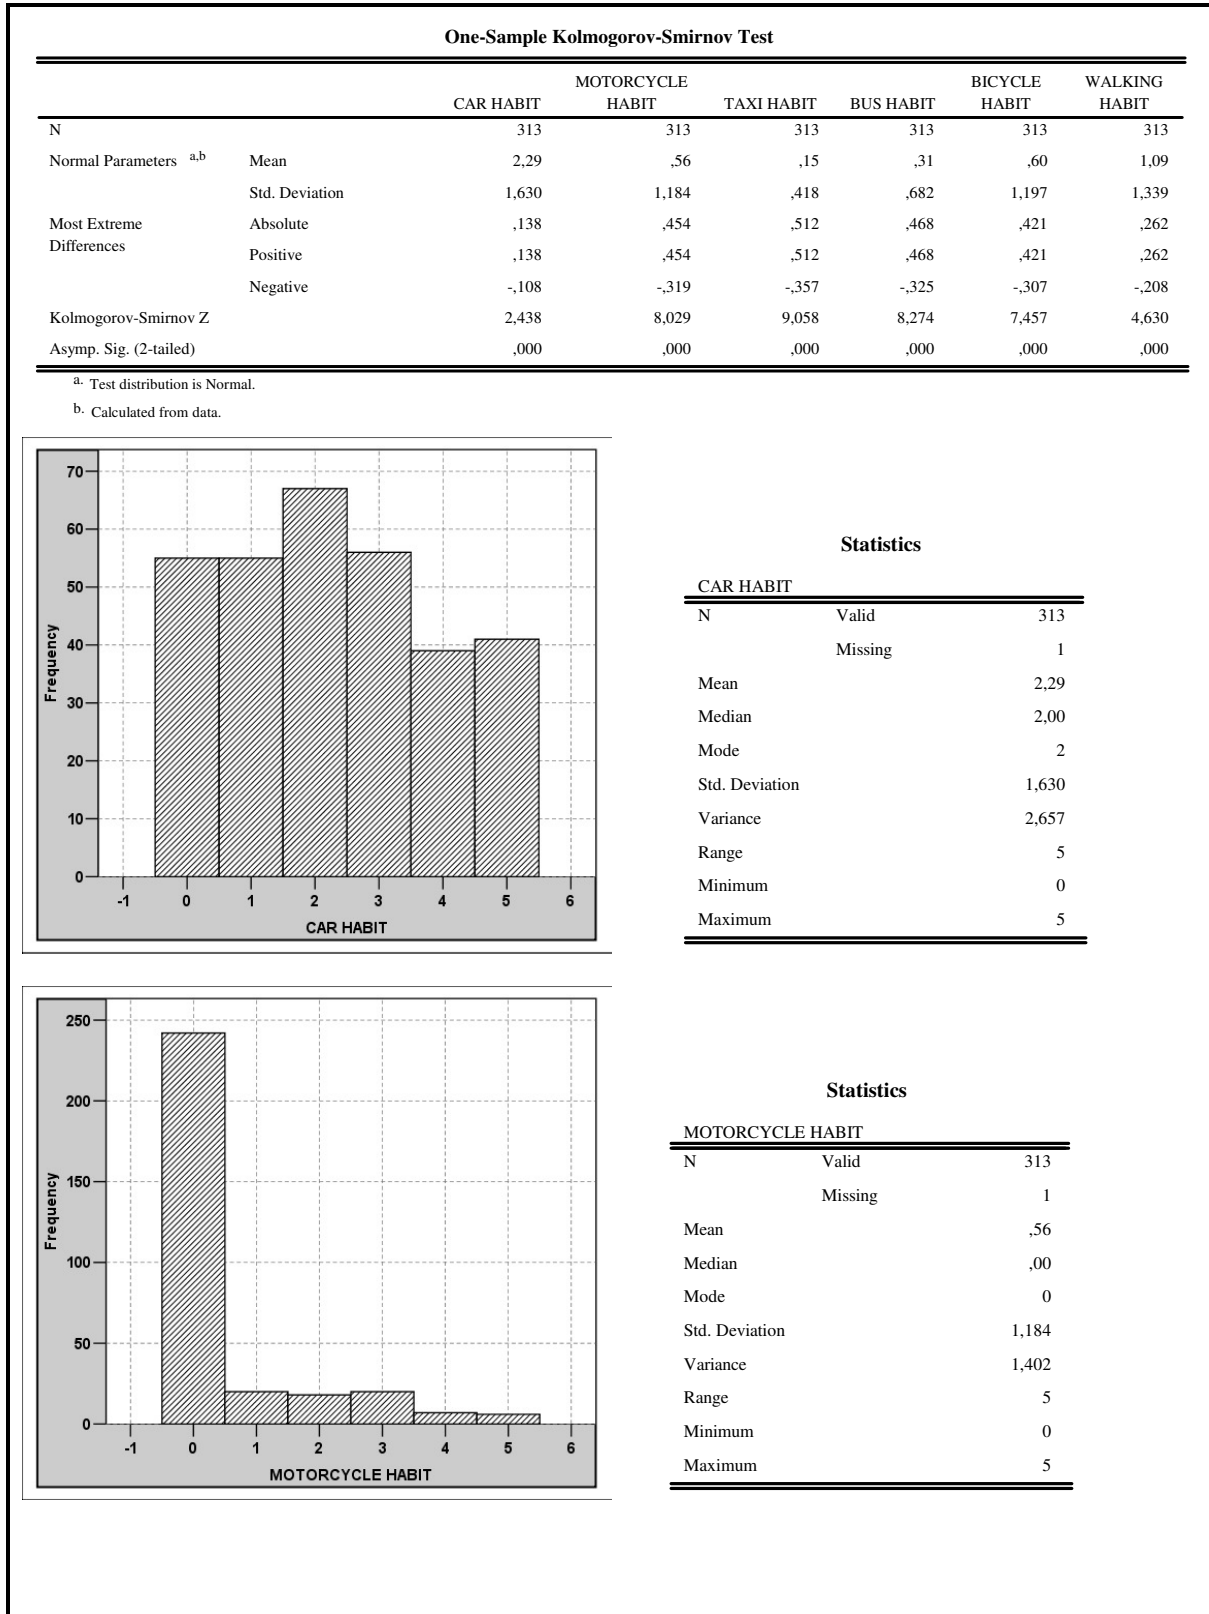 One-Sample Kolmogorov-Smirnov Test
CAR HABIT MOTORCYCLE HABIT TAXI HABIT BUS HABIT BICYCLE HABIT WALKING HABIT
N 313 313 313 313 313 313
Normal Parameters a,b Mean 2,29 ,56 ,15 ,31 ,60 1,09
Std. Deviation 1,630 1,184 ,418 ,682 1,197 1,339
Most Extreme Differences Absolute ,138 ,454 ,512 ,468 ,421 ,262
Positive ,138 ,454 ,512 ,468 ,421 ,262
Negative -,108 -,319 -,357 -,325 -,307 -,208
Kolmogorov-Smirnov Z 2,438 8,029 9,058 8,274 7,457 4,630
Asymp. Sig. (2-tailed) ,000 ,000 ,000 ,000 ,000 ,000
a. Test distribution is Normal.
b. Calculated from data.
70
60
50
40
30
20
10
0
Frequency
-1 0 1 2 3 4 5 6
CAR HABIT
Statistics
CAR HABIT
N Valid 313
Missing 1
Mean 2,29
Median 2,00
Mode 2
Std. Deviation 1,630
Variance 2,657
Range 5
Minimum 0
Maximum 5
250
200
150
100
50
0
Frequency
-1 0 1 2 3 4 5 6
MOTORCYCLE HABIT
Statistics
MOTORCYCLE HABIT
N Valid 313
Missing 1
Mean ,56
Median ,00
Mode 0
Std. Deviation 1,184
Variance 1,402
Range 5
Minimum 0
Maximum 5